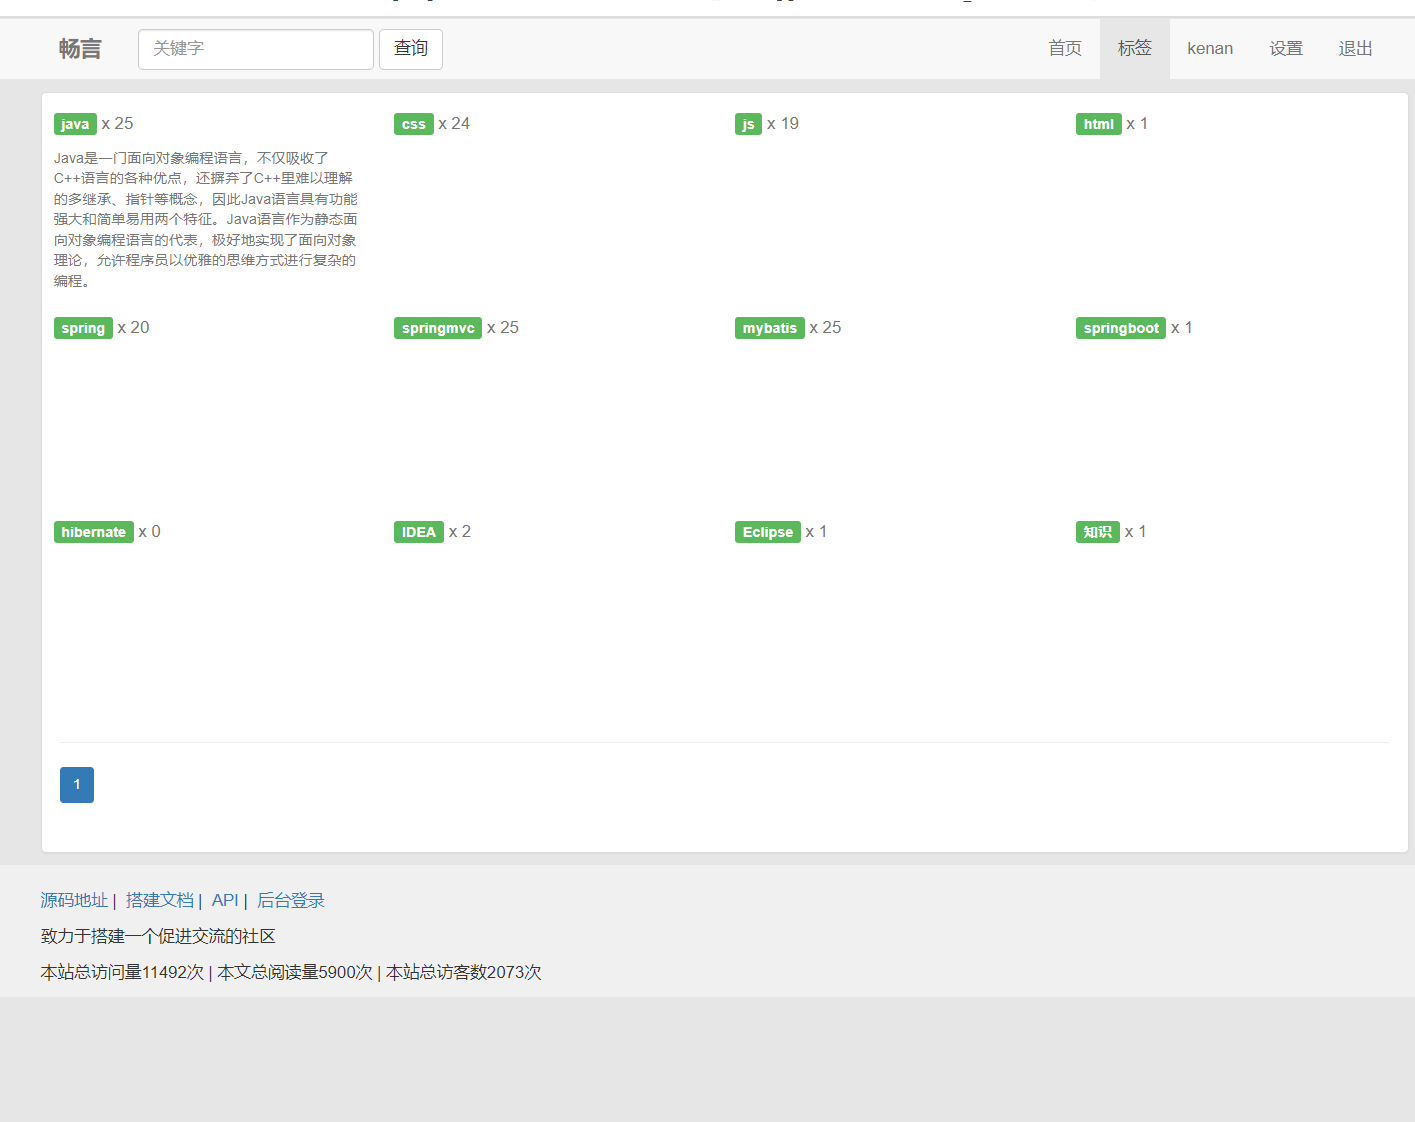 畅言 关键字 查询 首页 标签 kenan 设置 退出
java x 25 css x 24 js x 19 html x 1
Java是一门面向对象编程语言，不仅吸收了
C++语言的各种优点，还摒弃了C++里难以理解
的多继承、指针等概念，因此Java语言具有功能
强大和简单易用两个特征。Java语言作为静态面
向对象编程语言的代表，极好地实现了面向对象
理论，允许程序员以优雅的思维方式进行复杂的
编程。
spring x 20 springmvc x 25 mybatis x 25 springboot x 1
hibernate x 0 IDEA x 2 Eclipse x 1 知识 x 1
1
源码地址 | 搭建文档 | API | 后台登录
致力于搭建一个促进交流的社区
本站总访问量11492次 | 本文总阅读量5900次 | 本站总访客数2073次